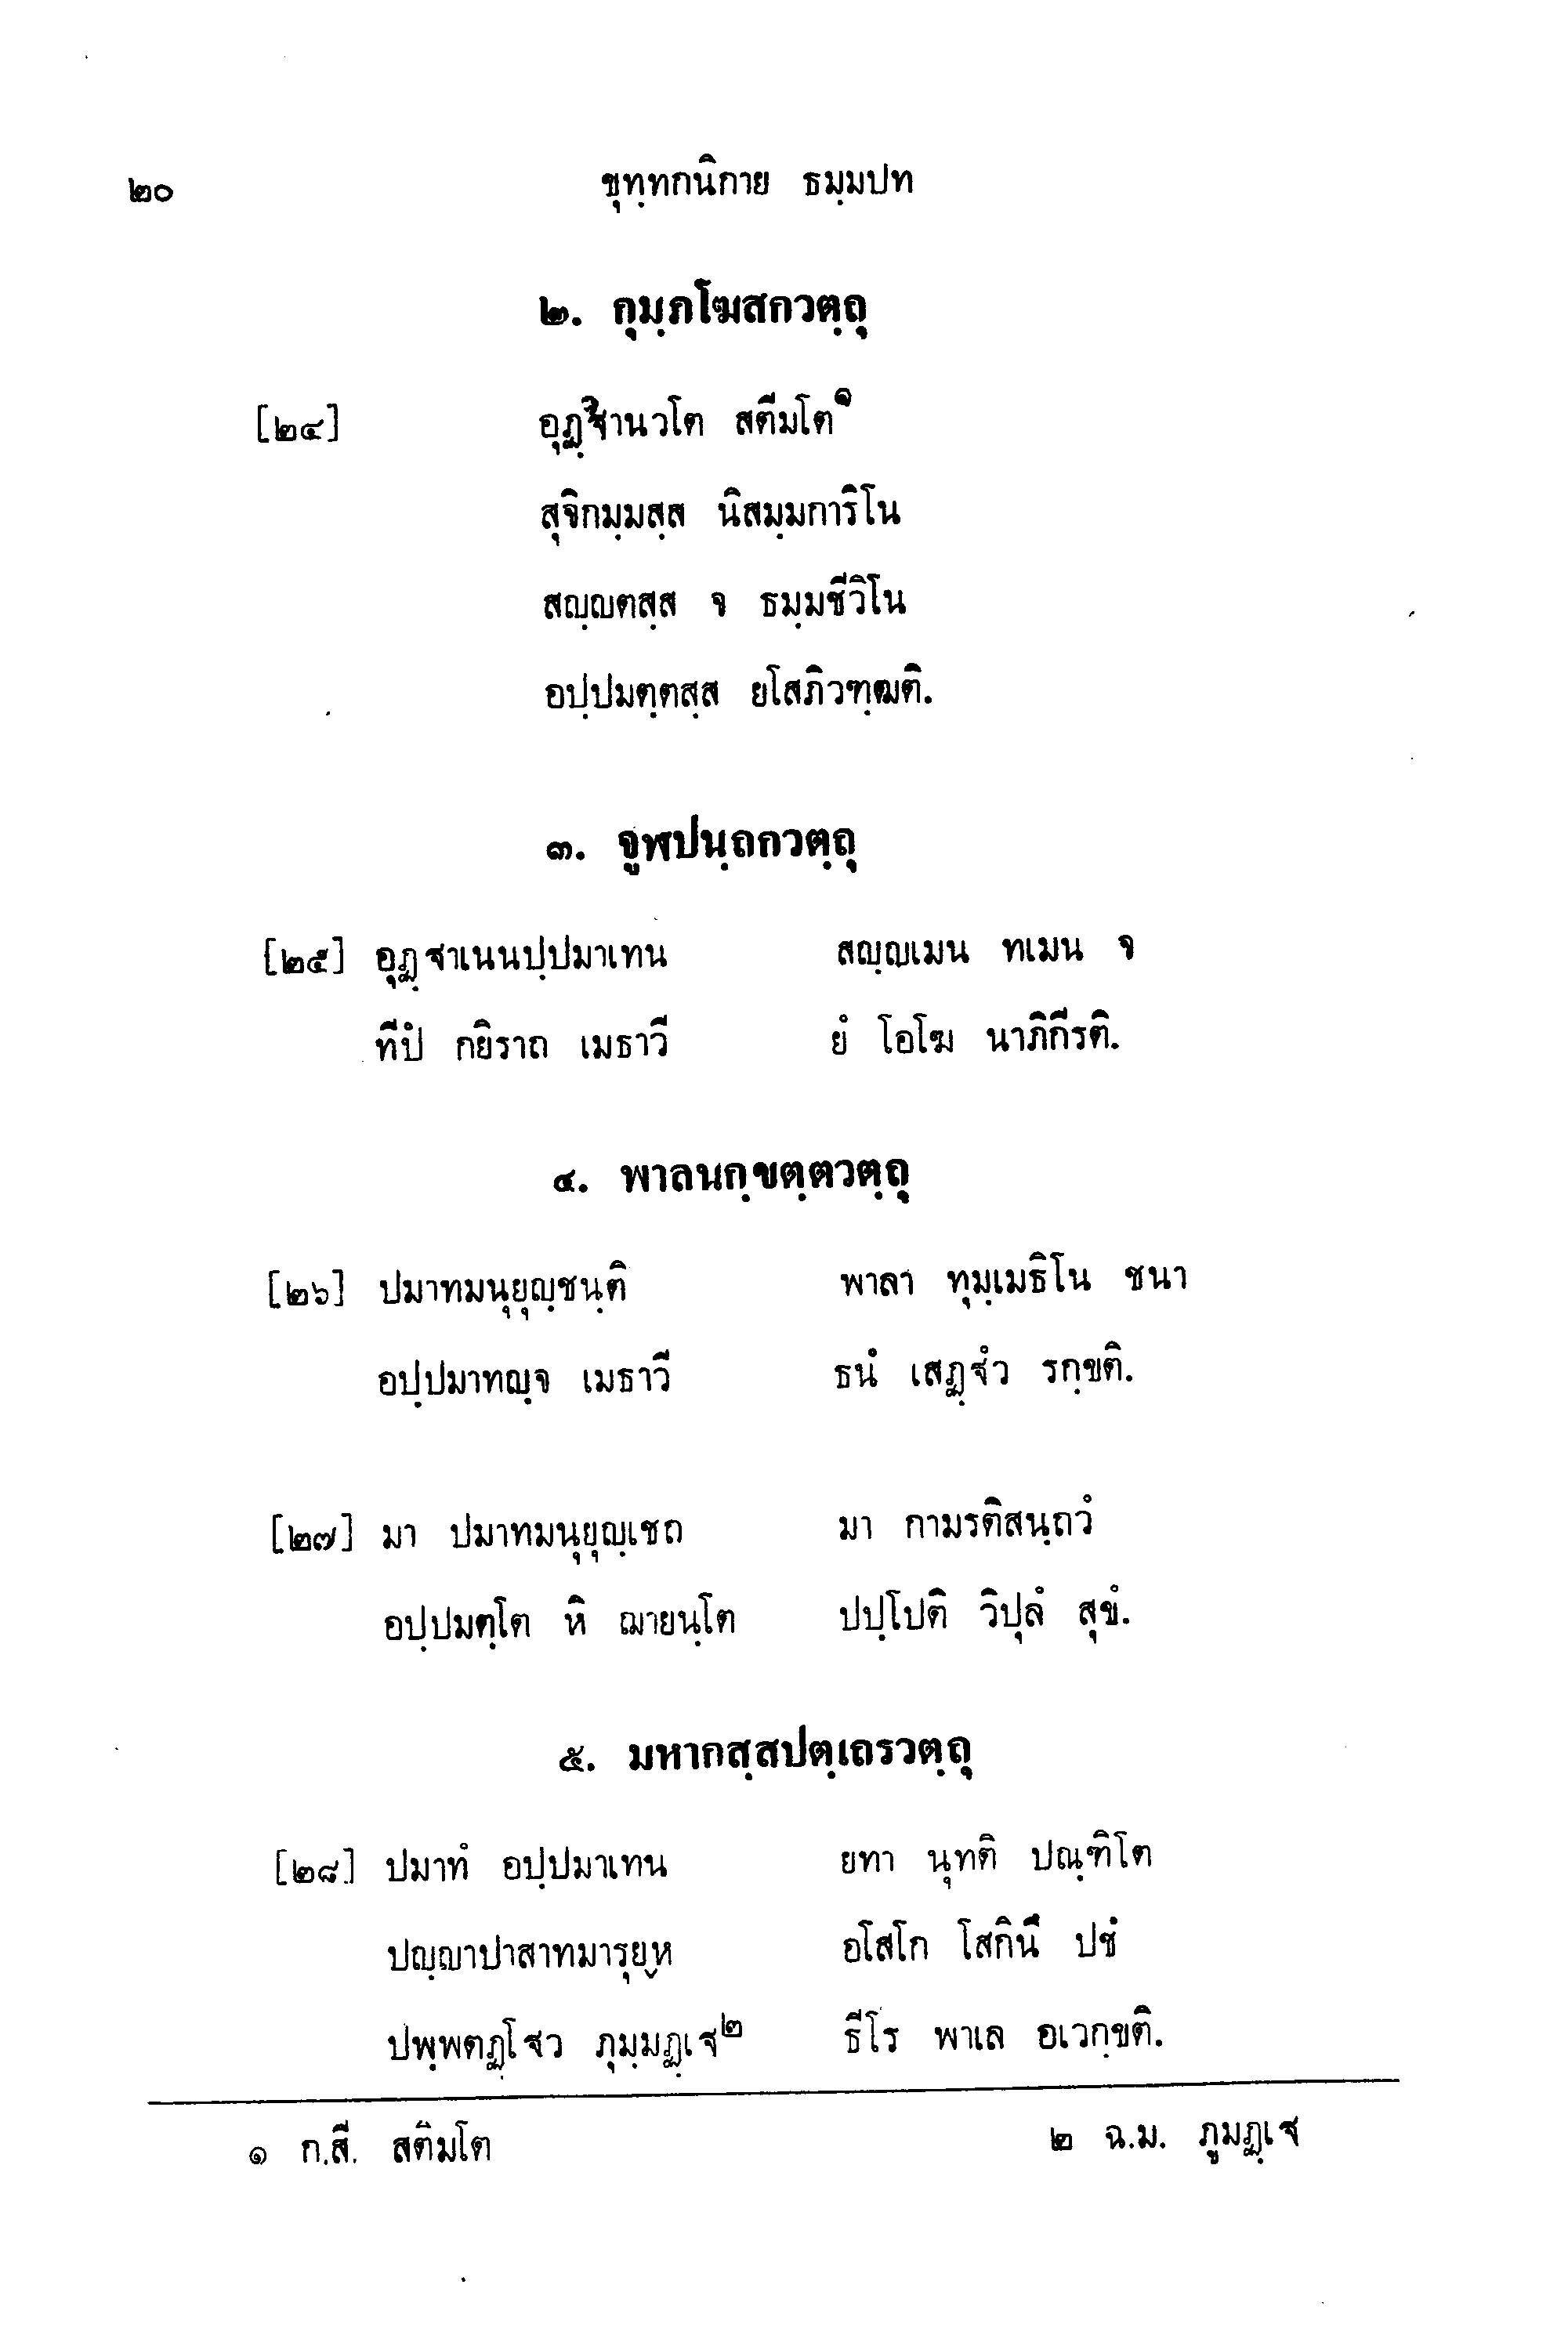 ๒๐ ขุทฺทกนิกาย ธมฺมปท
๒. กุมฺภโฆสกวตฺถุ
[๒๔] อุฏฺฐานวโต สตีมโต๑
สุจิกมฺมสฺส นิสมฺมการิโน
สญฺญตสฺส จ ธมฺมชีวิโน
อปฺปมตฺตสฺส ยโสภิวฑฺฒติ.
๓. จูฬปนฺถกวตฺถุ
[๒๕] อุฏฺฐาเนนปฺปมาเทน สญฺญเมน ทเมน จ
ทีปํ กยิราถ เมธาวี ยํ โอโฆ นาภิกีรติ.
๔. พาลนกฺขตฺตวตฺถุ
[๒๖] ปมาทมนุยุญฺชนฺติ พาลา ทุมฺเมธิโน ชนา
อปฺปมาทญฺจ เมธาวี ธนํ เสฏฺฐํว รกฺขติ.
[๒๗] มา ปมาทมนุยุญฺเชถ มา กามรติสนฺถวํ
อปฺปมตฺโต หิ ฌายนฺโต ปปฺโปติ วิปุลํ สุขํ.
๕. มหากสฺสปตฺเถรวตฺถุ
[๒๘] ปมาทํ อปฺปมาเทน ยทา นุทติ ปณฺฑิโต
ปญฺญาปาสาทมารุยฺห อโสโก โสกินึ ปชํ
ปพฺพตฏฺโฐว ภุมฺมฏฺเฐ๒ ธีโร พาเล อเวกฺขติ.
๑ ก.สี. สติมโต ๒ ฉ.ม. ภูมฏฺเฐ